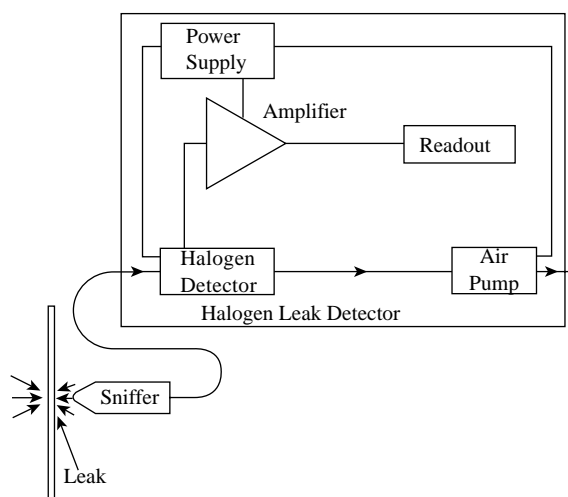 Power
Supply
Amplifier
Readout
Halogen
Detector
Air
Pump
Halogen Leak Detector
Sniffer
Leak